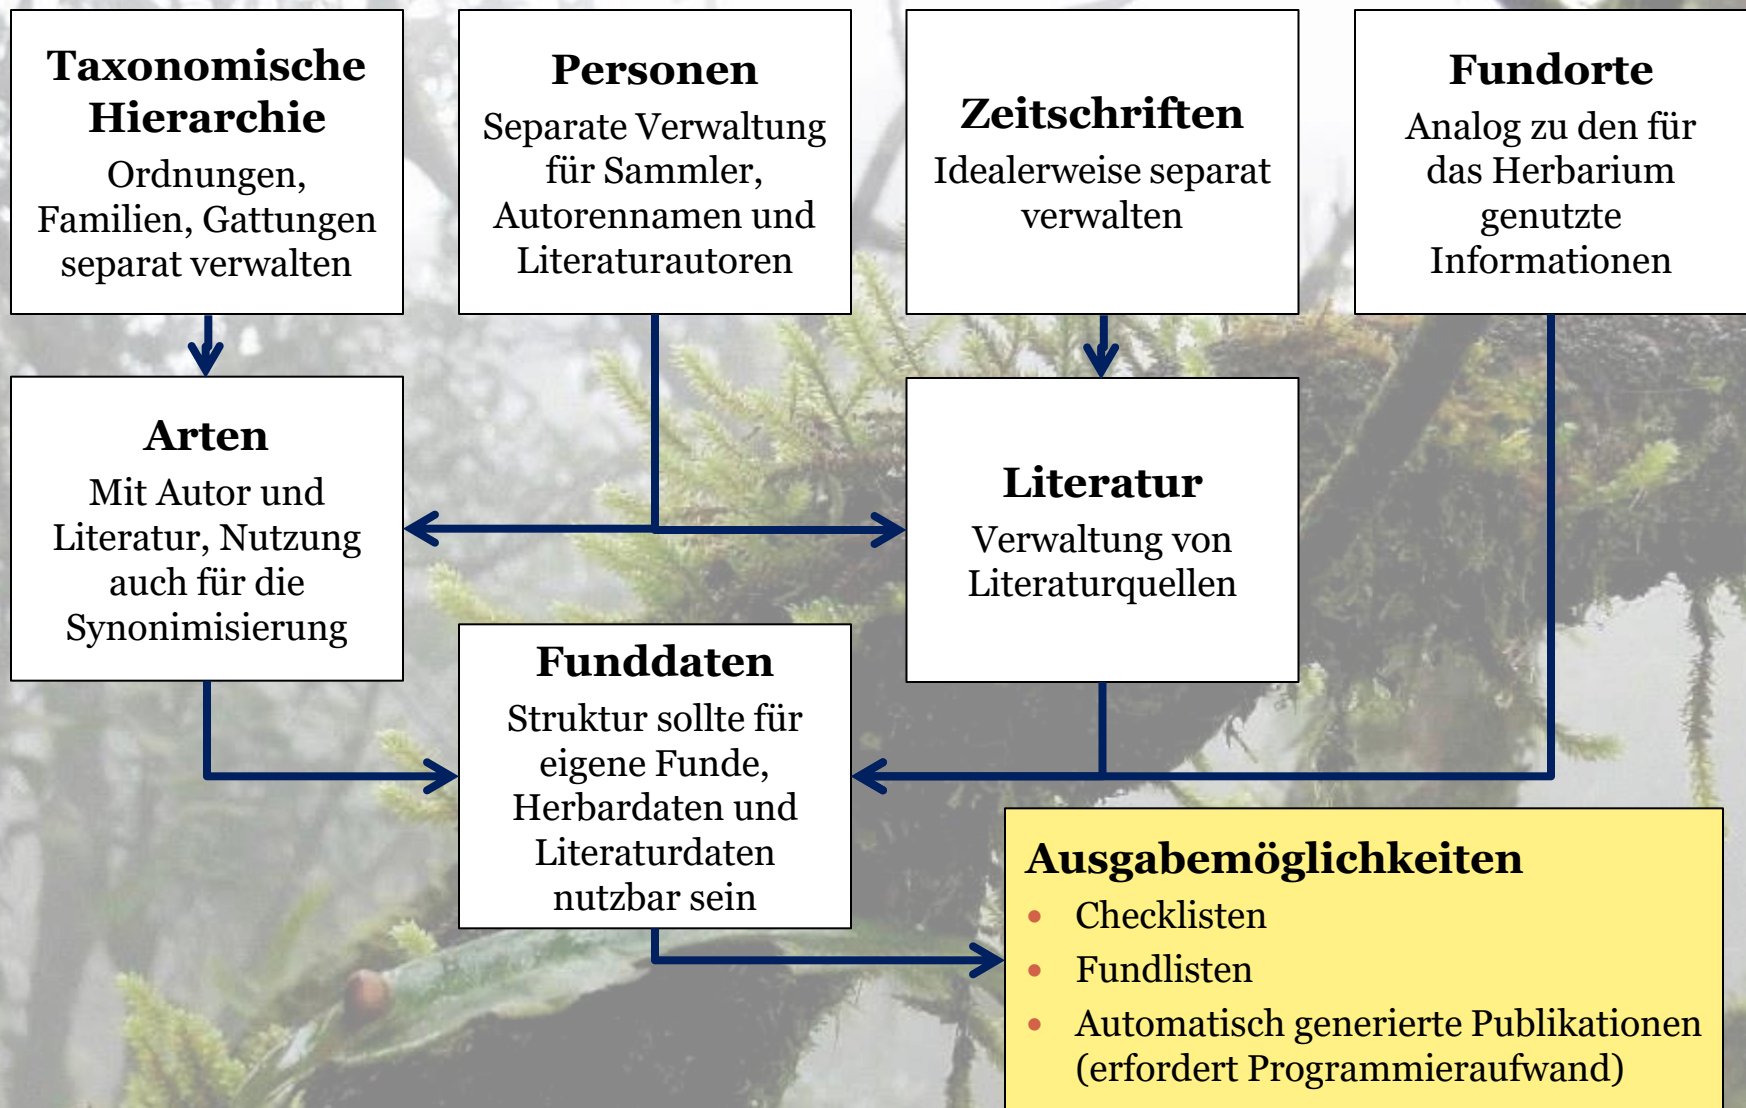 Taxonomische
Hierarchie
Ordnungen,
Familien, Gattungen
separat verwalten
Personen
Separate Verwaltung
für Sammler,
Autorennamen und
Literaturautoren
Zeitschriften
Idealerweise separat
verwalten
Fundorte
Analog zu den für
das Herbarium
genutzte
Informationen
Arten
Mit Autor und
Literatur, Nutzung
auch für die
Synonimisierung
Literatur
Verwaltung von
Literaturquellen
Funddaten
Struktur sollte für
eigene Funde,
Herbardaten und
Literaturdaten
nutzbar sein
Ausgabemöglichkeiten
• Checklisten
• Fundlisten
• Automatisch generierte Publikationen
(erfordert Programmieraufwand)